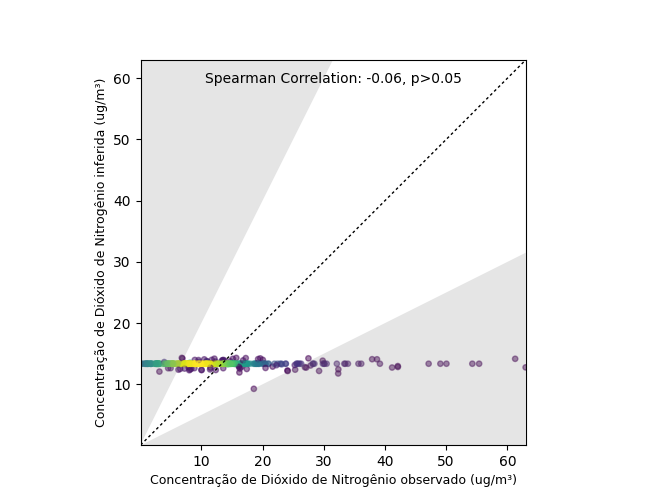 Spearman Correlation: -0.06, p>0.05
Concentração de Dióxido de Nitrogênio inferida (ug/m³)
60
50
40
30
20
10
10 20 30 40 50 60
Concentração de Dióxido de Nitrogênio observado (ug/m³)